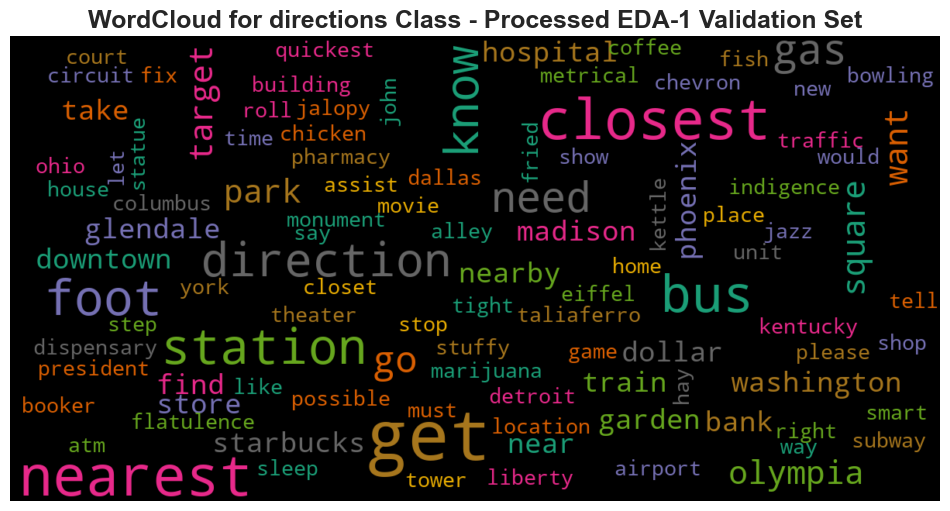 WordCloud for directions Class - Processed EDA-1 Validation Set
court
quickest
hospital
coffee
fish
gas
circuit
fix
target
building
know
metrical
chevron
new
bowling
take
roll
jalopy
john
closest
statue
time
chicken
pharmacy
fried
show
traffic
would
want
ohio
let
house
columbus
park
assist
dallas
movie
need
kettle
phoenix
indigence
place
square
glendale
monument
say
alley
madison
unit
jazz
downtown
direction
nearby
home
foot
york
closet
tight
eiffel
bus
tell
step
theater
stop
taliaferro
kentucky
dispensary
station
go
stuffy
game
dollar
please
shop
president
find
like
marijuana
train
hay
washington
booker
store
possible
must
detroit
location
garden
bank
smart
flatulence
atm
starbucks
get
near
right
way
subway
nearest
sleep
tower
liberty
airport
olympia